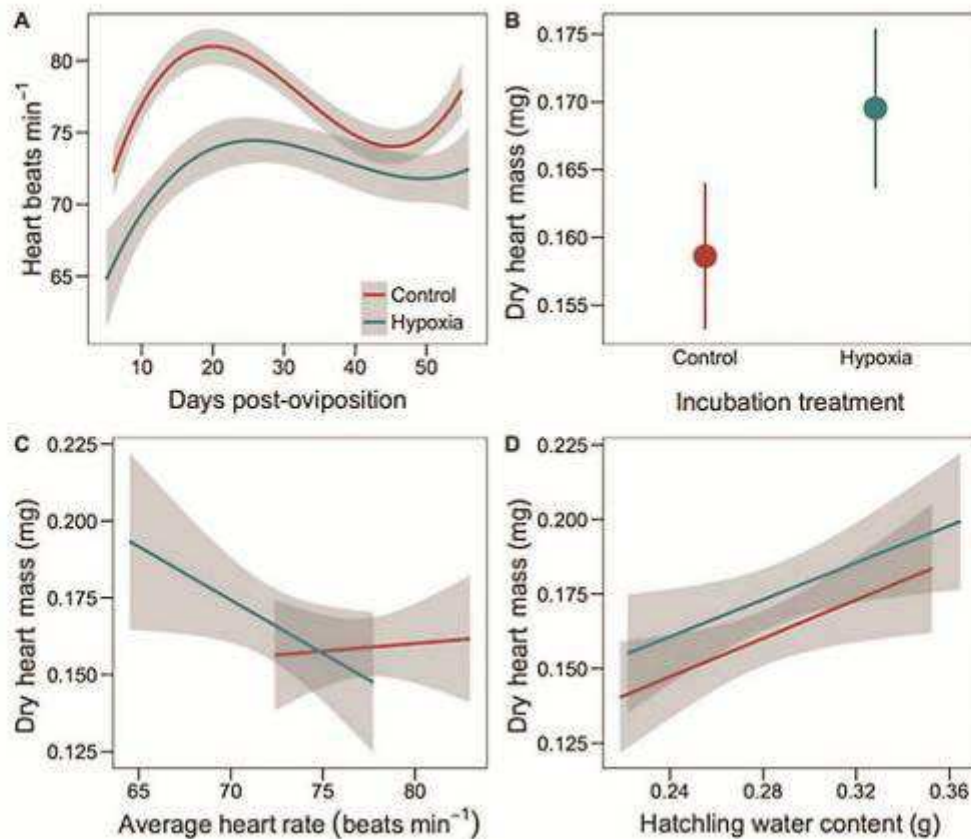 A
Heart beats min⁻¹
80
75
70
65
Control
Hypoxia
10 20 30 40 50
Days post-oviposition
B
Dry heart mass (mg)
0.175
0.170
0.165
0.160
0.155
Control Hypoxia
Incubation treatment
C
Dry heart mass (mg)
0.225
0.200
0.175
0.150
0.125
65 70 75 80
Average heart rate (beats min⁻¹)
D
Dry heart mass (mg)
0.225
0.200
0.175
0.150
0.125
0.24 0.28 0.32 0.36
Hatchling water content (g)